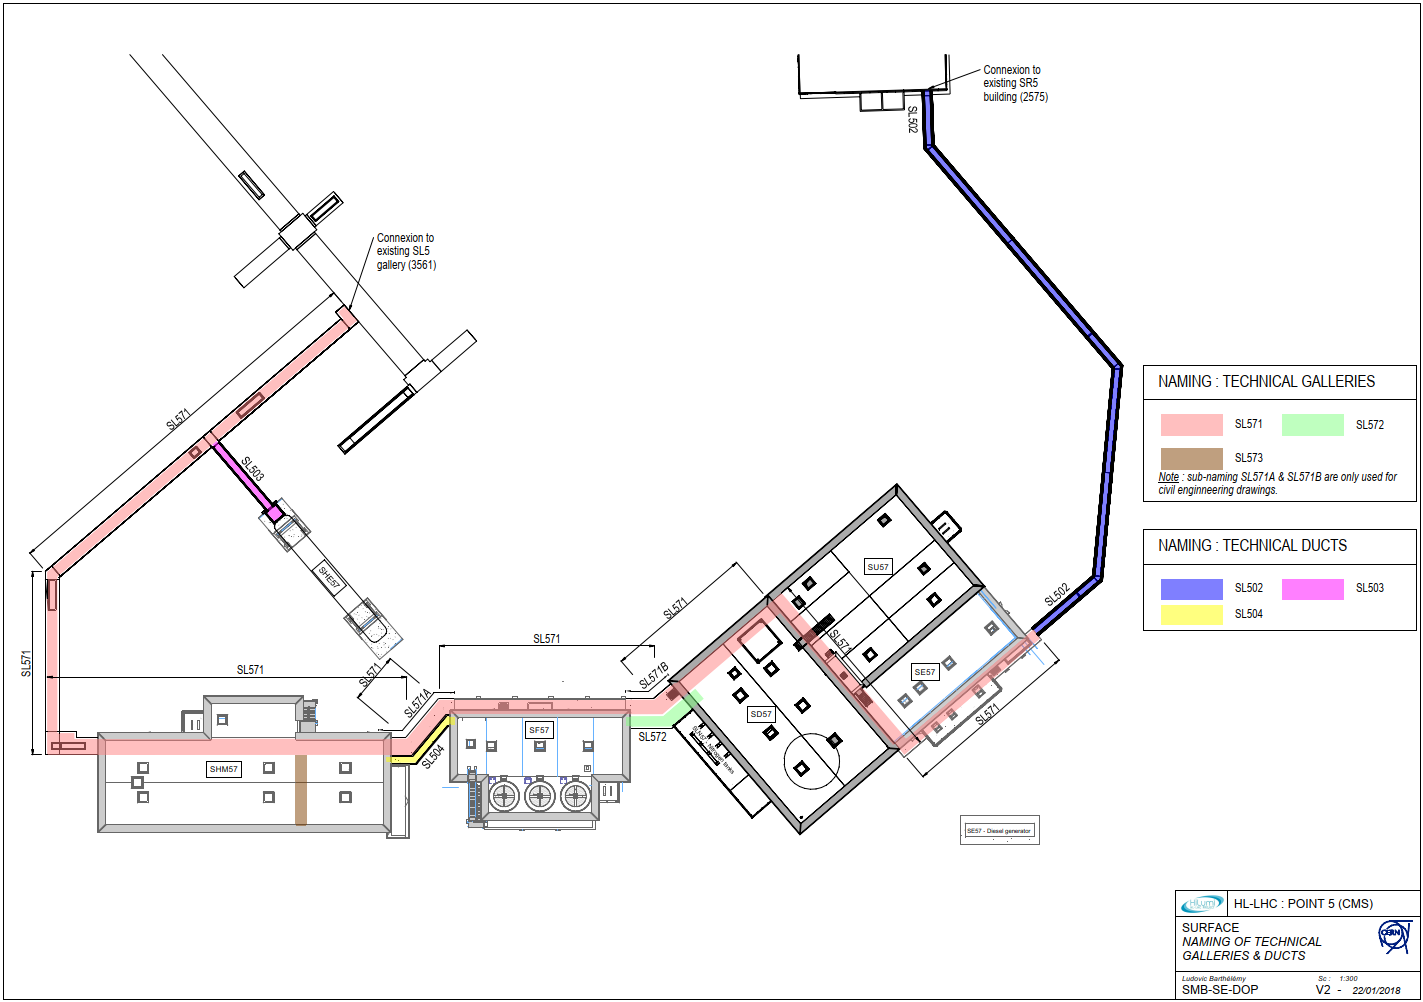 Connexion to
existing SR5
building (2575)
SL502
Connexion to
existing SL5
gallery (3561)
SL571
SL503
SHE57
SL571
SL571
SL571
SL571A
SL504
SHM57
SL571
SF57
SL571B
SL572
SL571
SD57
SU57
SL571
SE57
SL502
SL571
SE57 - Diesel generator
NAMING : TECHNICAL GALLERIES
SL571
SL572
SL573
Note : sub-naming SL571A & SL571B are only used for
civil enginneering drawings.
NAMING : TECHNICAL DUCTS
SL502
SL503
SL504
HL-LHC : POINT 5 (CMS)
SURFACE
NAMING OF TECHNICAL
GALLERIES & DUCTS
CERN
Ludovic Barthélémy
Sc : 1:300
SMB-SE-DOP
V2 - 22/01/2018